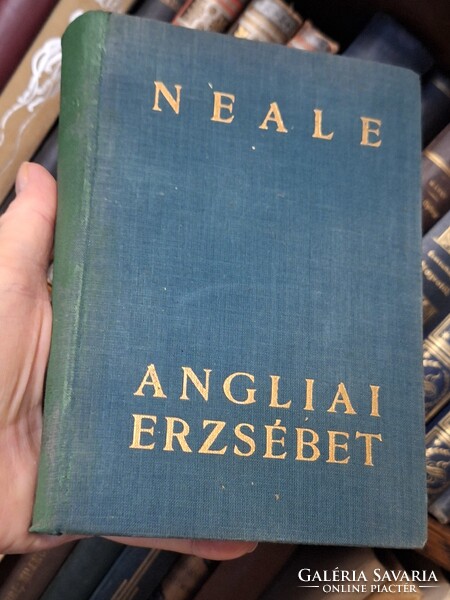 NEALE
ANGLIAI
ERZSÉBET
GALÉRIA SAVARIA
ONLINE PIACTÉR